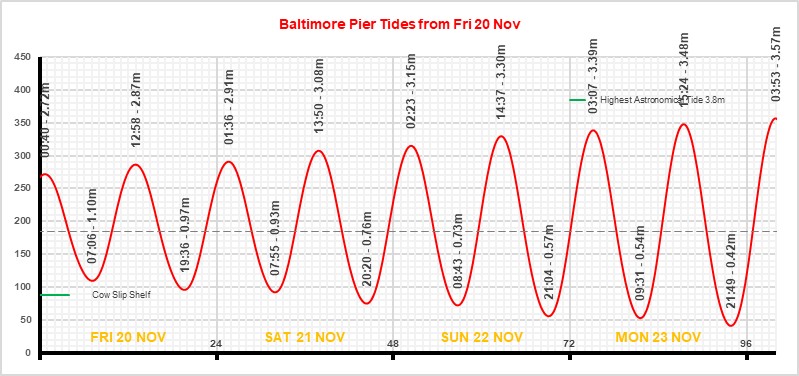 Baltimore Pier Tides from Fri 20 Nov
450
400
350
300
250
200
150
100
50
0
00:40 - 2.72m
07:06 - 1.10m
12:58 - 2.87m
19:36 - 0.97m
01:36 - 2.91m
07:55 - 0.93m
13:50 - 3.08m
20:20 - 0.76m
02:23 - 3.15m
08:43 - 0.73m
14:37 - 3.30m
21:04 - 0.57m
03:07 - 3.39m
09:31 - 0.54m
15:24 - 3.48m
21:49 - 0.42m
03:53 - 3.57m
Highest Astronomical Tide 3.8m
Cow Slip Shelf
FRI 20 NOV
SAT 21 NOV
SUN 22 NOV
MON 23 NOV
24
48
72
96